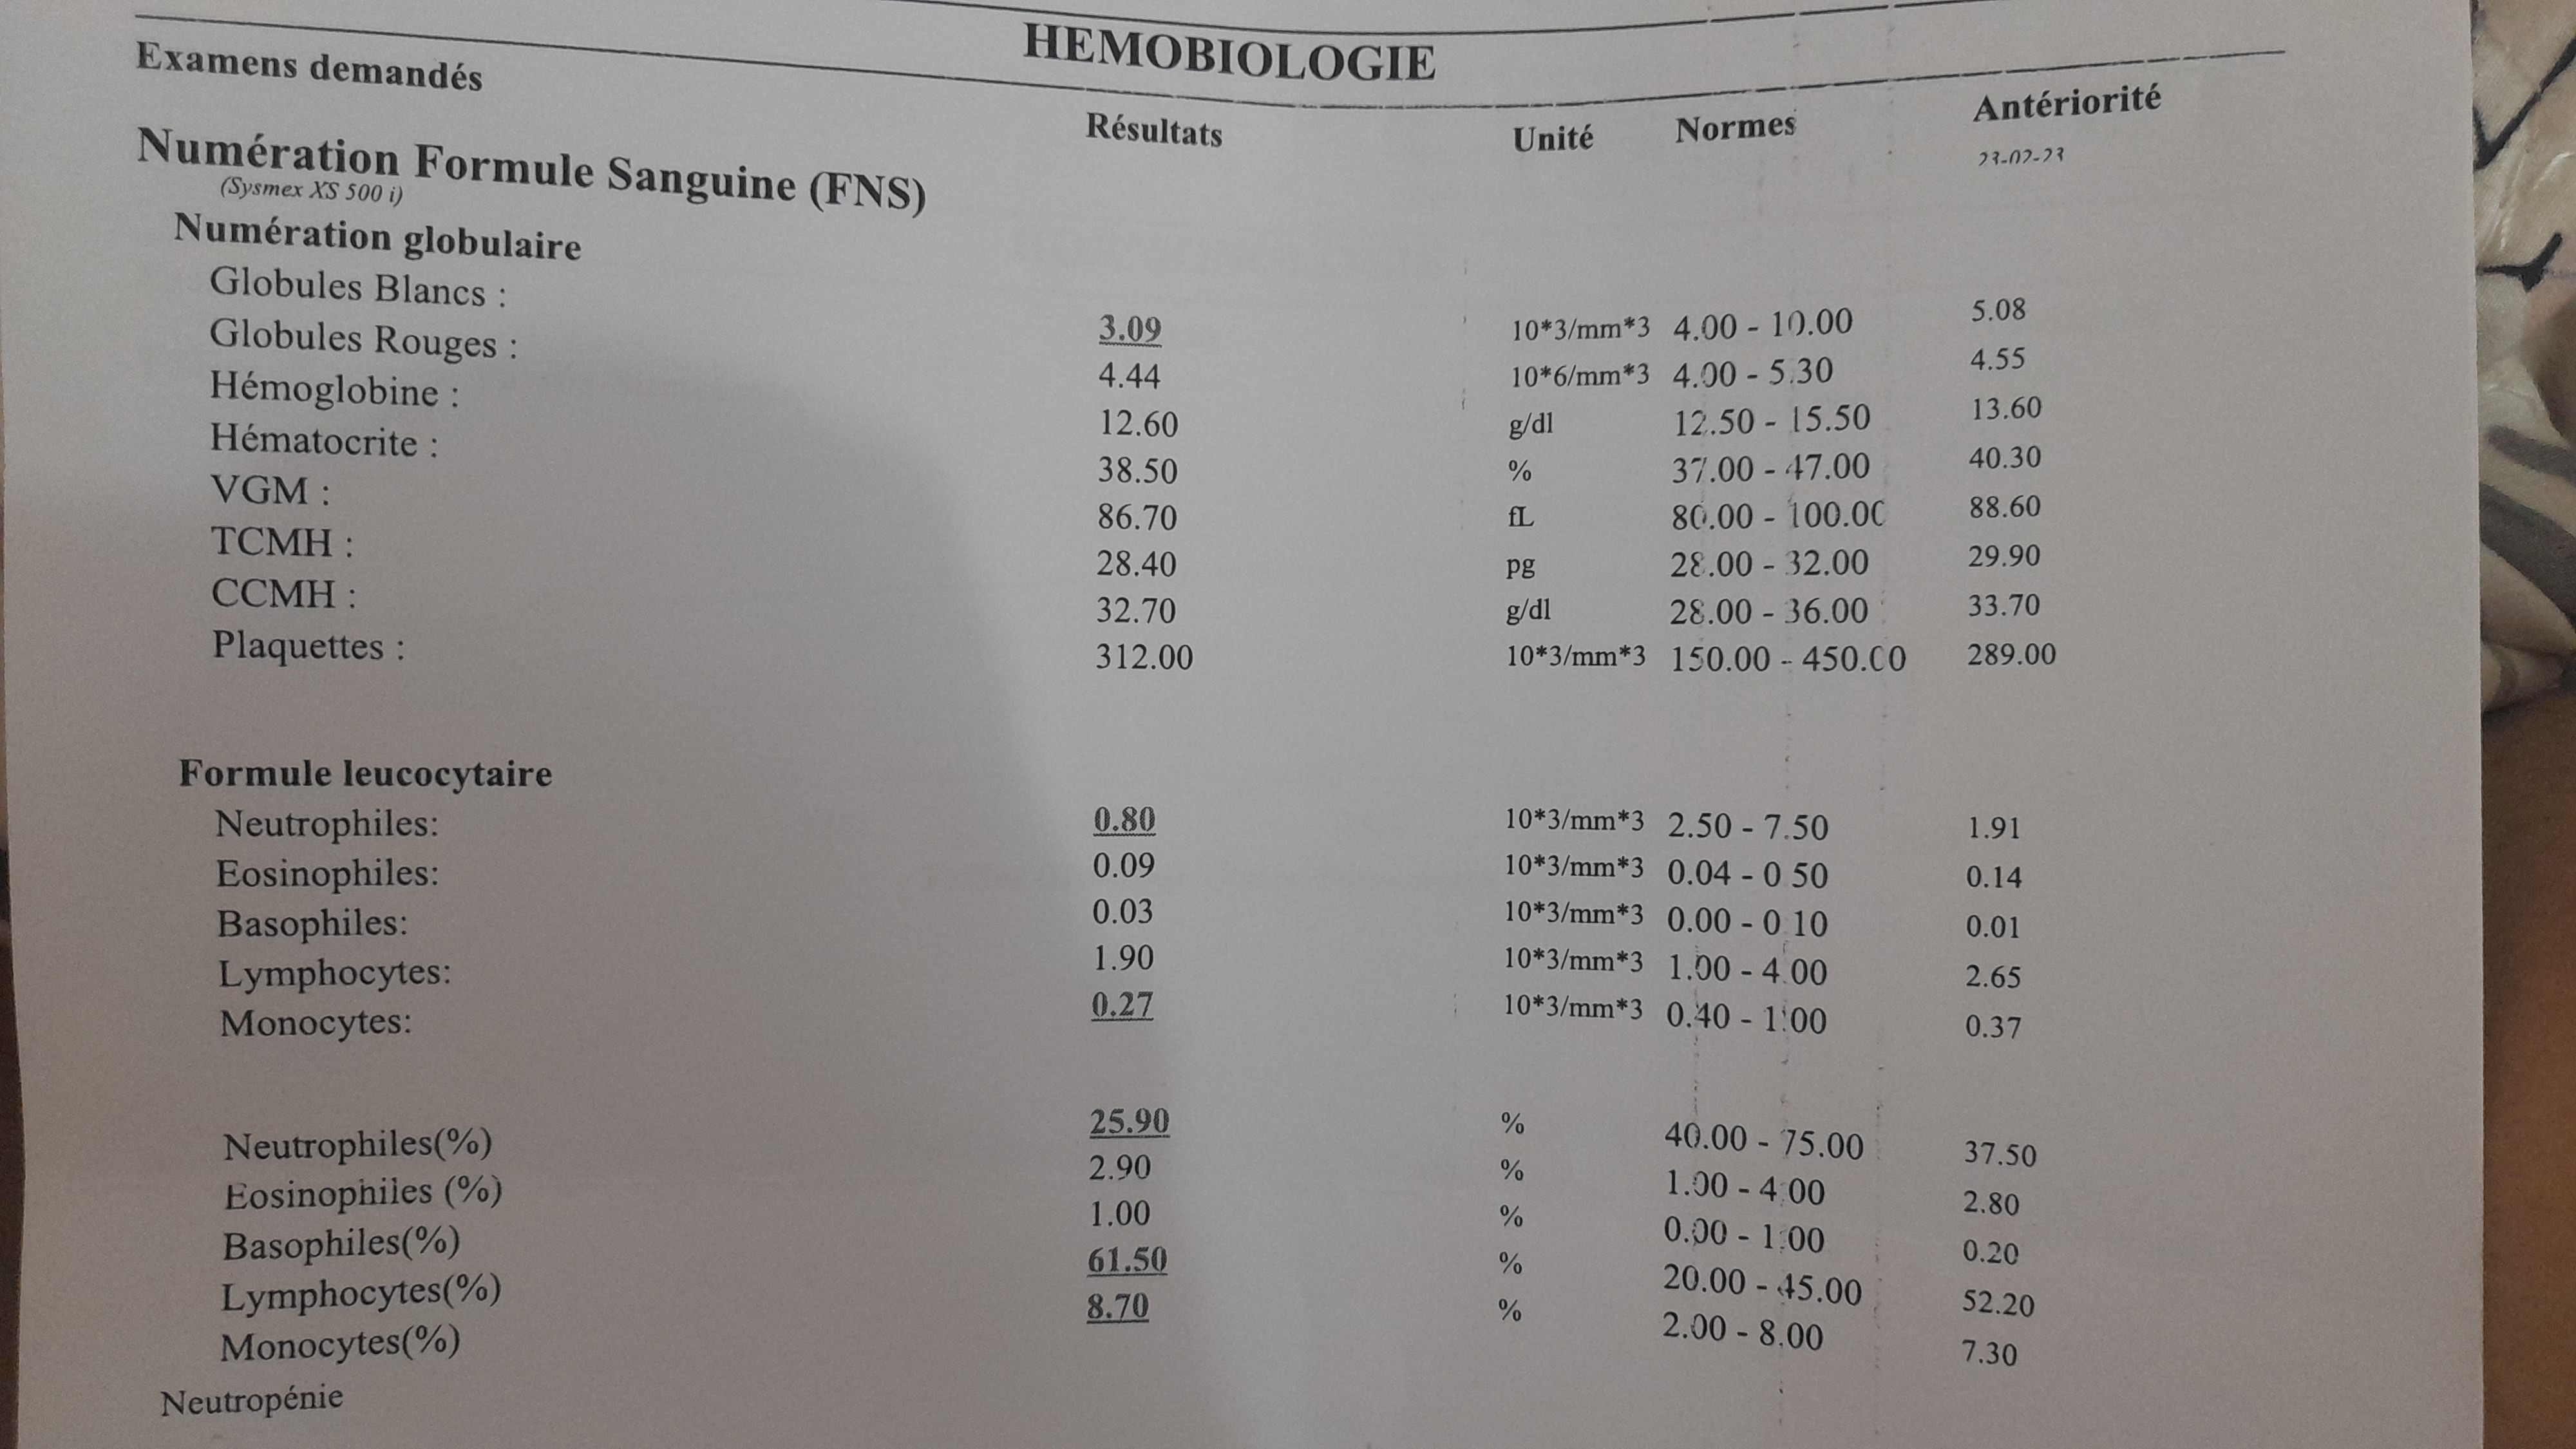 HEMOBIOLOGIE
Examens demandés Résultats Unité Normes Antériorité
Numération Formule Sanguine (FNS) 23-02-23
(Sysmex XS 500 i)
Numération globulaire
Globules Blancs : 3.09 10*3/mm*3 4.00 - 10.00 5.08
Globules Rouges : 4.44 10*6/mm*3 4.00 - 5.30 4.55
Hémoglobine : 12.60 g/dl 12.50 - 15.50 13.60
Hématocrite : 38.50 % 37.00 - 47.00 40.30
VGM : 86.70 fL 80.00 - 100.00 88.60
TCMH : 28.40 pg 28.00 - 32.00 29.90
CCMH : 32.70 g/dl 28.00 - 36.00 33.70
Plaquettes : 312.00 10*3/mm*3 150.00 - 450.00 289.00
Formule leucocytaire
Neutrophiles: 0.80 10*3/mm*3 2.50 - 7.50 1.91
Eosinophiles: 0.09 10*3/mm*3 0.04 - 0.50 0.14
Basophiles: 0.03 10*3/mm*3 0.00 - 0.10 0.01
Lymphocytes: 1.90 10*3/mm*3 1.00 - 4.00 2.65
Monocytes: 0.27 10*3/mm*3 0.40 - 1.00 0.37
Neutrophiles(%) 25.90 % 40.00 - 75.00 37.50
Eosinophiles (%) 2.90 % 1.00 - 4.00 2.80
Basophiles(%) 1.00 % 0.00 - 1.00 0.20
Lymphocytes(%) 61.50 % 20.00 - 45.00 52.20
Monocytes(%) 8.70 % 2.00 - 8.00 7.30
Neutropénie